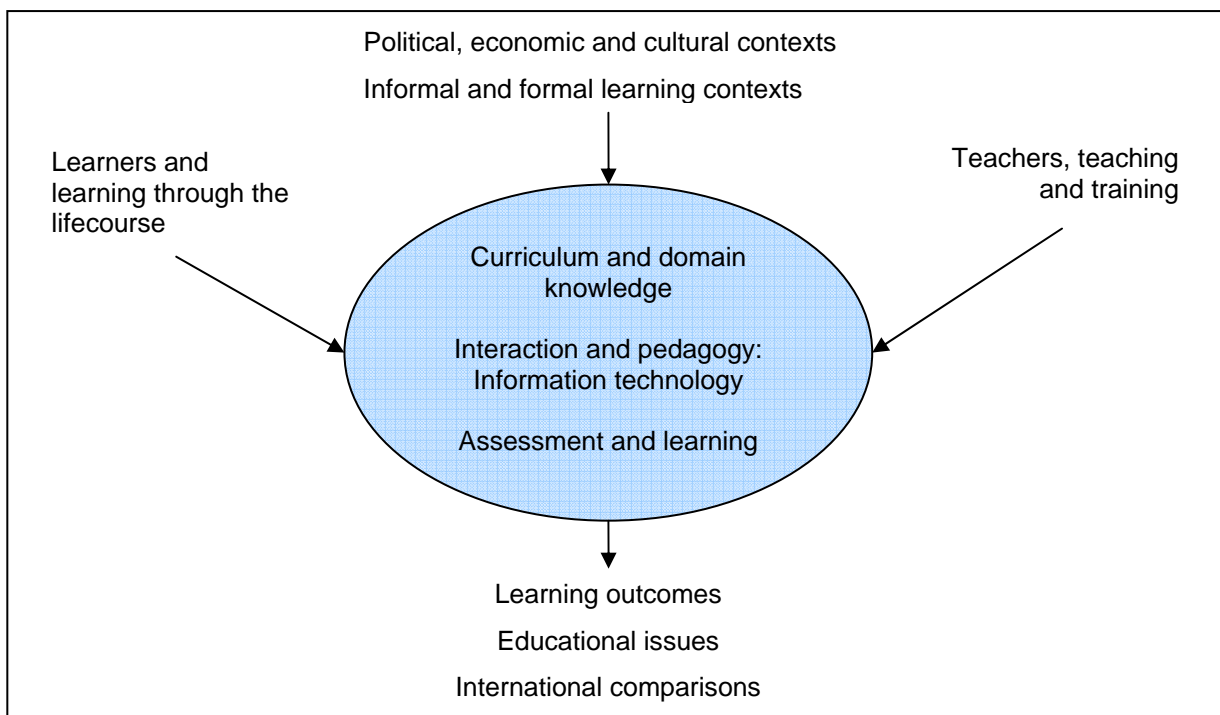 Political, economic and cultural contexts
Informal and formal learning contexts
Learners and
learning through the
lifecourse
Teachers, teaching
and training
Curriculum and domain
knowledge
Interaction and pedagogy:
Information technology
Assessment and learning
Learning outcomes
Educational issues
International comparisons